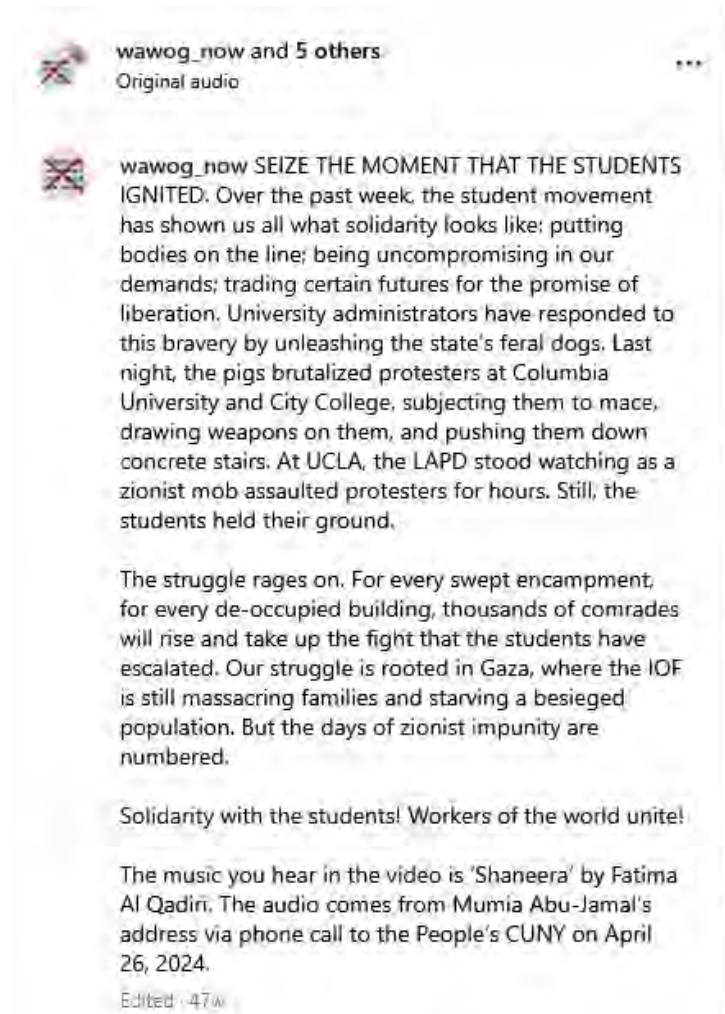 wawog_now and 5 others
Original audio
...
wawog_now SEIZE THE MOMENT THAT THE STUDENTS
IGNITED. Over the past week, the student movement
has shown us all what solidarity looks like: putting
bodies on the line; being uncompromising in our
demands; trading certain futures for the promise of
liberation. University administrators have responded to
this bravery by unleashing the state's feral dogs. Last
night, the pigs brutalized protesters at Columbia
University and City College, subjecting them to mace,
drawing weapons on them, and pushing them down
concrete stairs. At UCLA, the LAPD stood watching as a
zionist mob assaulted protesters for hours. Still, the
students held their ground.
The struggle rages on. For every swept encampment,
for every de-occupied building, thousands of comrades
will rise and take up the fight that the students have
escalated. Our struggle is rooted in Gaza, where the IOF
is still massacring families and starving a besieged
population. But the days of zionist impunity are
numbered.
Solidarity with the students! Workers of the world unite!
The music you hear in the video is 'Shaneera' by Fatima
Al Qadiri. The audio comes from Mumia Abu-Jamal's
address via phone call to the People's CUNY on April
26, 2024.
Edited · 47w